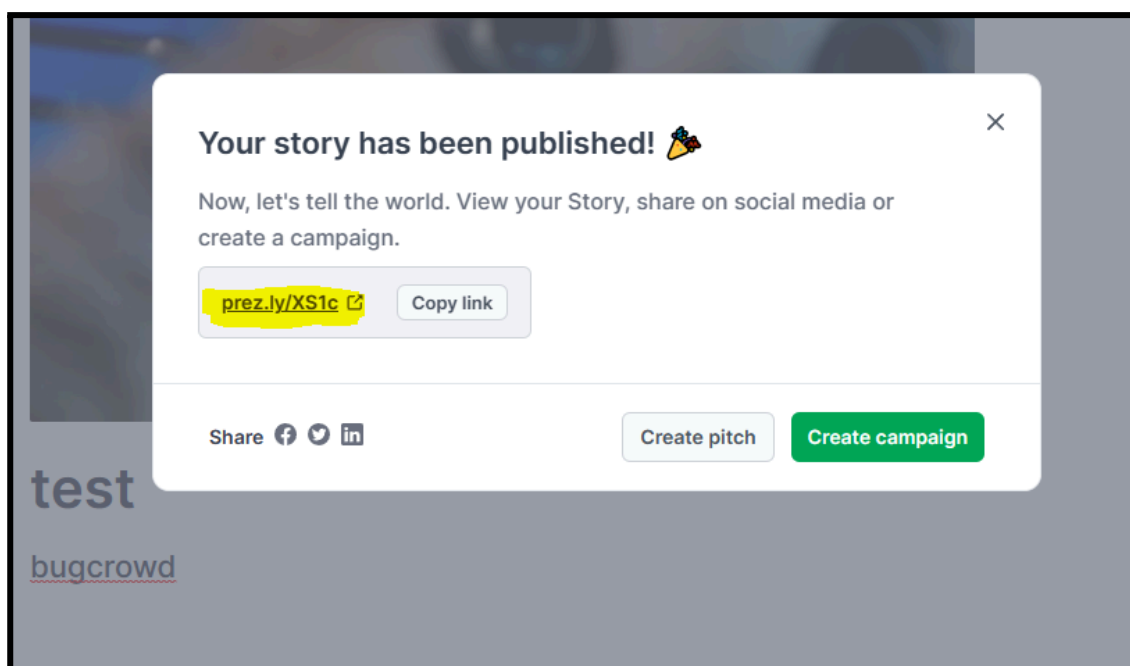 Your story has been published! 🎉
Now, let's tell the world. View your Story, share on social media or
create a campaign.
prez.ly/XS1c
Copy link
Share
Create pitch
Create campaign
test
bugcrowd